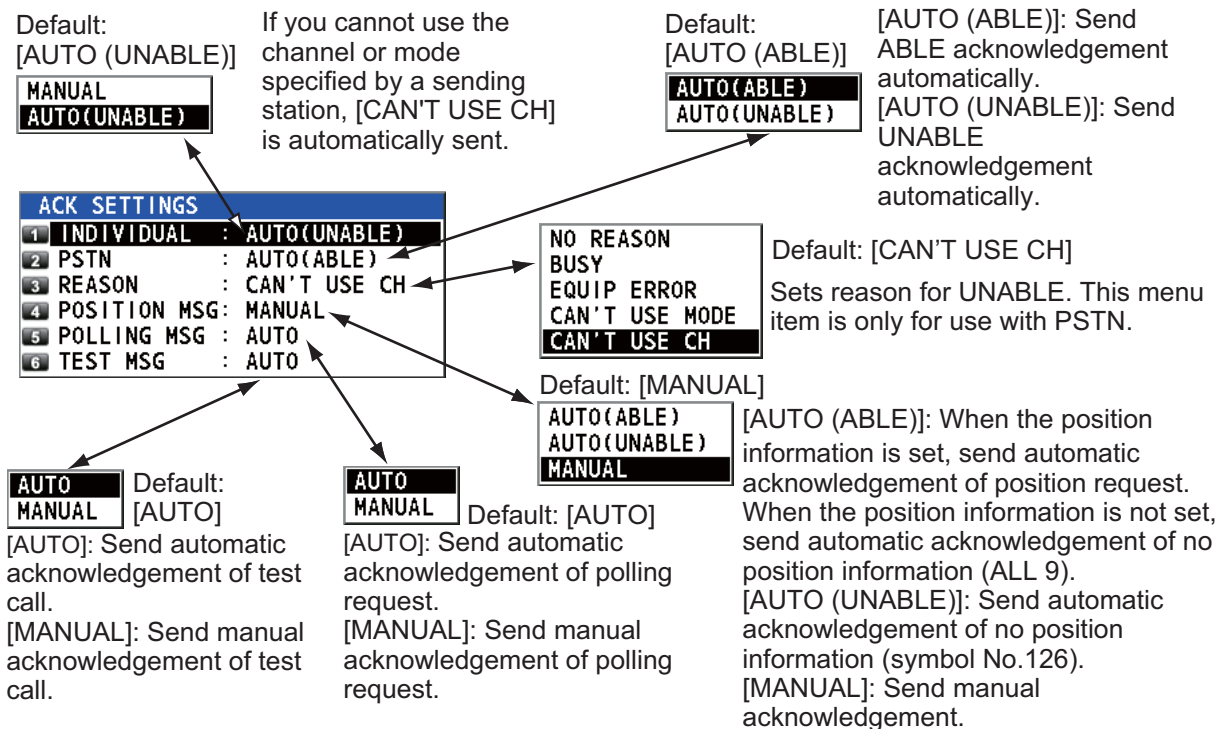 Default:
[AUTO (UNABLE)]
MANUAL
AUTO(UNABLE)
If you cannot use the
channel or mode
specified by a sending
station, [CAN'T USE CH]
is automatically sent.
Default:
[AUTO (ABLE)]
AUTO(ABLE)
AUTO(UNABLE)
[AUTO (ABLE)]: Send
ABLE acknowledgement
automatically.
[AUTO (UNABLE)]: Send
UNABLE
acknowledgement
automatically.
ACK SETTINGS
1 INDIVIDUAL : AUTO(UNABLE)
2 PSTN : AUTO(ABLE)
3 REASON : CAN'T USE CH
4 POSITION MSG: MANUAL
5 POLLING MSG : AUTO
6 TEST MSG : AUTO
NO REASON
BUSY
EQUIP ERROR
CAN'T USE MODE
CAN'T USE CH
Default: [CAN’T USE CH]
Sets reason for UNABLE. This menu
item is only for use with PSTN.
Default: [MANUAL]
AUTO(ABLE)
AUTO(UNABLE)
MANUAL
[AUTO (ABLE)]: When the position
information is set, send automatic
acknowledgement of position request.
When the position information is not set,
send automatic acknowledgement of no
position information (ALL 9).
[AUTO (UNABLE)]: Send automatic
acknowledgement of no position
information (symbol No.126).
[MANUAL]: Send manual
acknowledgement.
AUTO
MANUAL
Default:
[AUTO]
[AUTO]: Send automatic
acknowledgement of test
call.
[MANUAL]: Send manual
acknowledgement of test
call.
AUTO
MANUAL
Default: [AUTO]
[AUTO]: Send automatic
acknowledgement of polling
request.
[MANUAL]: Send manual
acknowledgement of polling
request.